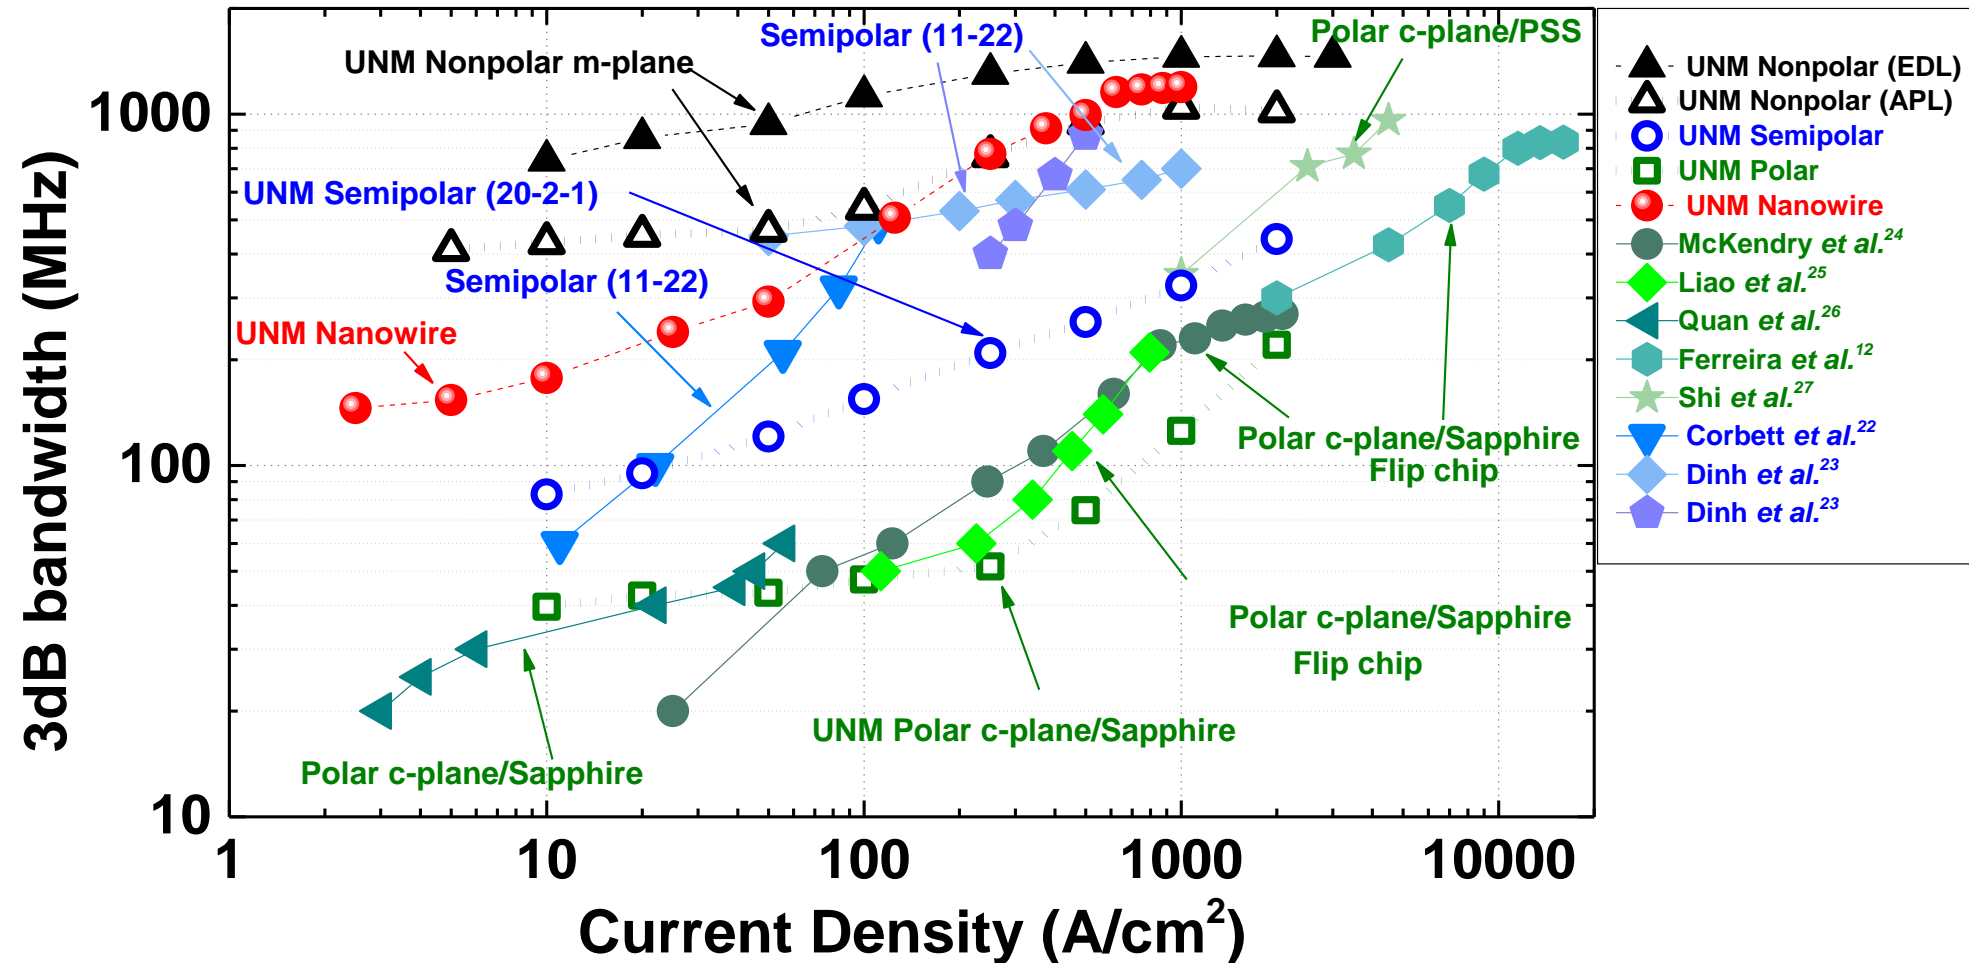 Semipolar (11-22)
Polar c-plane/PSS
UNM Nonpolar m-plane
UNM Semipolar (20-2-1)
Semipolar (11-22)
UNM Nanowire
Polar c-plane/Sapphire
Flip chip
Polar c-plane/Sapphire
Flip chip
UNM Polar c-plane/Sapphire
Polar c-plane/Sapphire
3dB bandwidth (MHz)
1000
100
10
1
10
100
1000
10000
Current Density (A/cm²)
UNM Nonpolar (EDL)
UNM Nonpolar (APL)
UNM Semipolar
UNM Polar
UNM Nanowire
McKendry et al.²⁴
Liao et al.²⁵
Quan et al.²⁶
Ferreira et al.¹²
Shi et al.²⁷
Corbett et al.²²
Dinh et al.²³
Dinh et al.²³